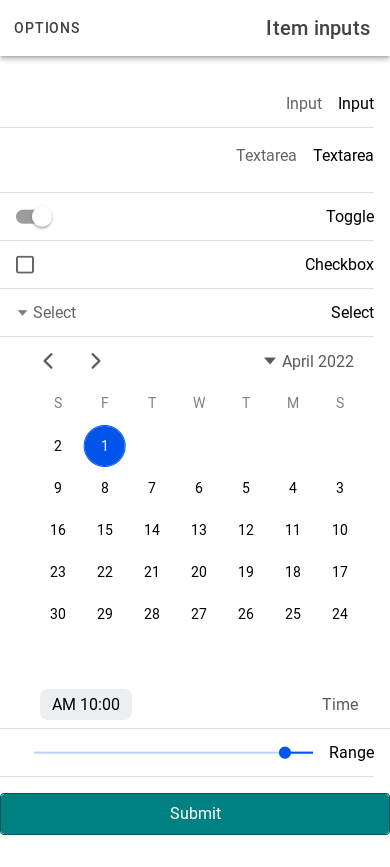 OPTIONS Item inputs
Input Input
Textarea Textarea
Toggle
Checkbox
Select Select
April 2022
S F T W T M S
2 1
9 8 7 6 5 4 3
16 15 14 13 12 11 10
23 22 21 20 19 18 17
30 29 28 27 26 25 24
AM 10:00 Time
Range
Submit